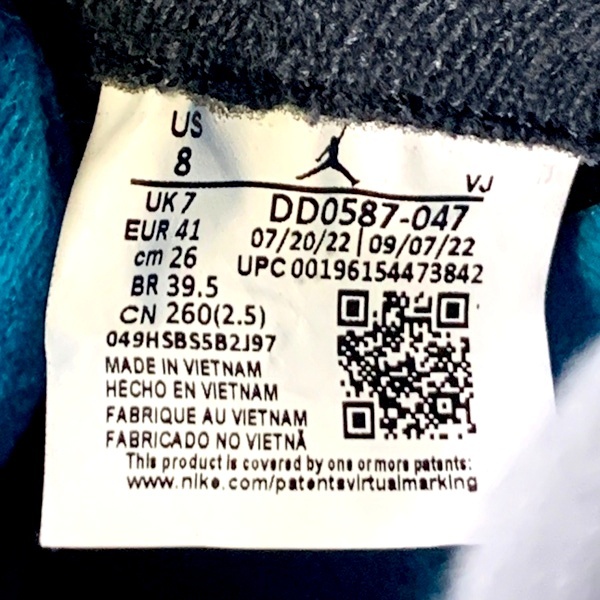 US
8
VJ
UK 7
EUR 41
cm 26
BR 39.5
CN 260(2.5)
DD0587-047
07/20/22 | 09/07/22
UPC 00196154473842
049HSBS5B2J97
MADE IN VIETNAM
HECHO EN VIETNAM
FABRIQUE AU VIETNAM
FABRICADO NO VIETNÃ
This product is covered by one or more patents:
www.nike.com/patentsvirtualmarking